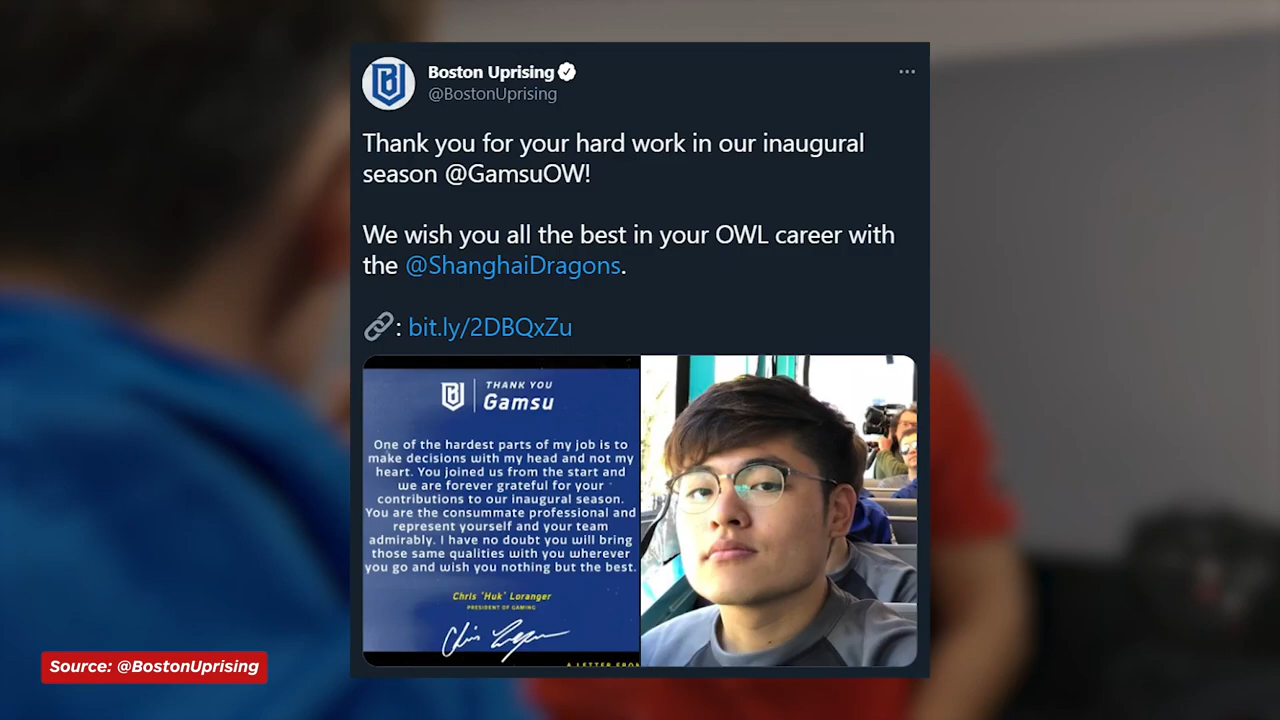 Boston Uprising
@BostonUprising
Thank you for your hard work in our inaugural
season @GamsuOW!
We wish you all the best in your OWL career with
the @ShanghaiDragons.
: bit.ly/2DBQxZu
THANK YOU
Gamsu
One of the hardest parts of my job is to
make decisions with my head and not my
heart. You joined us from the start and
we are forever grateful for your
contributions to our inaugural season.
You are the consummate professional and
represent yourself and your team
admirably. I have no doubt you will bring
those same qualities with you wherever
you go and wish you nothing but the best.
Chris "Huk" Loranger
PRESIDENT OF GAMING
A LETTER FROM
Source: @BostonUprising